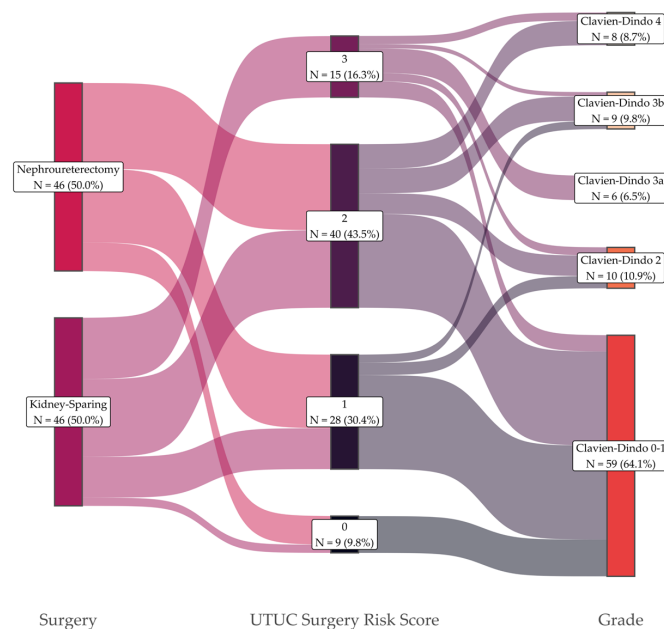 Nephroureterectomy
N = 46 (50.0%)
Kidney-Sparing
N = 46 (50.0%)
3
N = 15 (16.3%)
2
N = 40 (43.5%)
1
N = 28 (30.4%)
0
N = 9 (9.8%)
Clavien-Dindo 4
N = 8 (8.7%)
Clavien-Dindo 3b
N = 9 (9.8%)
Clavien-Dindo 3a
N = 6 (6.5%)
Clavien-Dindo 2
N = 10 (10.9%)
Clavien-Dindo 0-1
N = 59 (64.1%)
Surgery
UTUC Surgery Risk Score
Grade